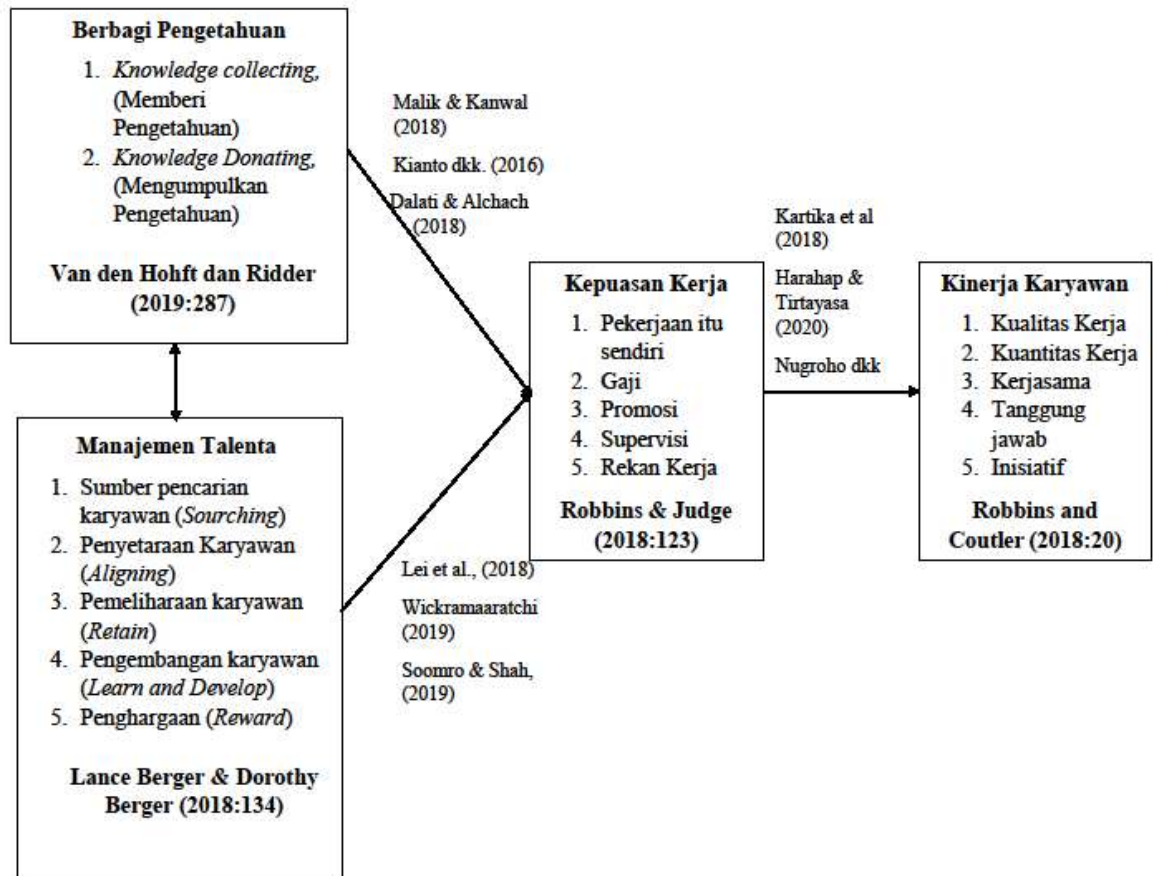 Berbagi Pengetahuan
1. Knowledge collecting,
(Memberi
Pengetahuan)
2. Knowledge Donating,
(Mengumpulkan
Pengetahuan)
Van den Hohft dan Ridder
(2019:287)
Malik & Kanwal
(2018)
Kianto dkk. (2016)
Dalati & Alchach
(2018)
Manajemen Talenta
1. Sumber pencarian
karyawan (Sourching)
2. Penyetaraan Karyawan
(Aligning)
3. Pemeliharaan karyawan
(Retain)
4. Pengembangan karyawan
(Learn and Develop)
5. Penghargaan (Reward)
Lance Berger & Dorothy
Berger (2018:134)
Lei et al., (2018)
Wickramaaratchi
(2019)
Soomro & Shah,
(2019)
Kepuasan Kerja
1. Pekerjaan itu
sendiri
2. Gaji
3. Promosi
4. Supervisi
5. Rekan Kerja
Robbins & Judge
(2018:123)
Kartika et al
(2018)
Harahap &
Tirtayasa
(2020)
Nugroho dkk
Kinerja Karyawan
1. Kualitas Kerja
2. Kuantitas Kerja
3. Kerjasama
4. Tanggung
jawab
5. Inisiatif
Robbins and
Coutler (2018:20)